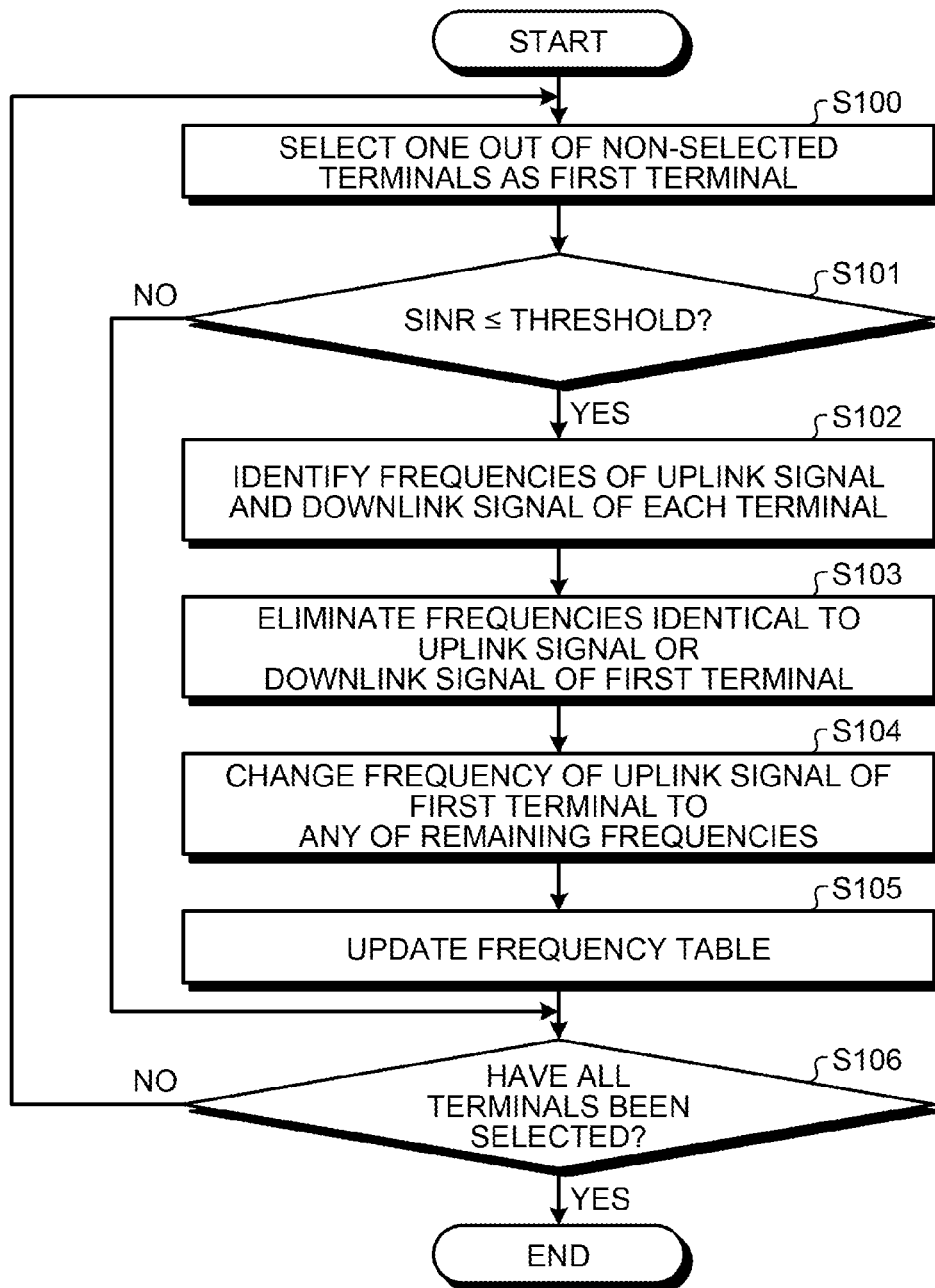 START
S100
SELECT ONE OUT OF NON-SELECTED
TERMINALS AS FIRST TERMINAL
S101
NO
SINR ≤ THRESHOLD?
YES
S102
IDENTIFY FREQUENCIES OF UPLINK SIGNAL
AND DOWNLINK SIGNAL OF EACH TERMINAL
S103
ELIMINATE FREQUENCIES IDENTICAL TO
UPLINK SIGNAL OR
DOWNLINK SIGNAL OF FIRST TERMINAL
S104
CHANGE FREQUENCY OF UPLINK SIGNAL OF
FIRST TERMINAL TO
ANY OF REMAINING FREQUENCIES
S105
UPDATE FREQUENCY TABLE
S106
NO
HAVE ALL
TERMINALS BEEN
SELECTED?
YES
END